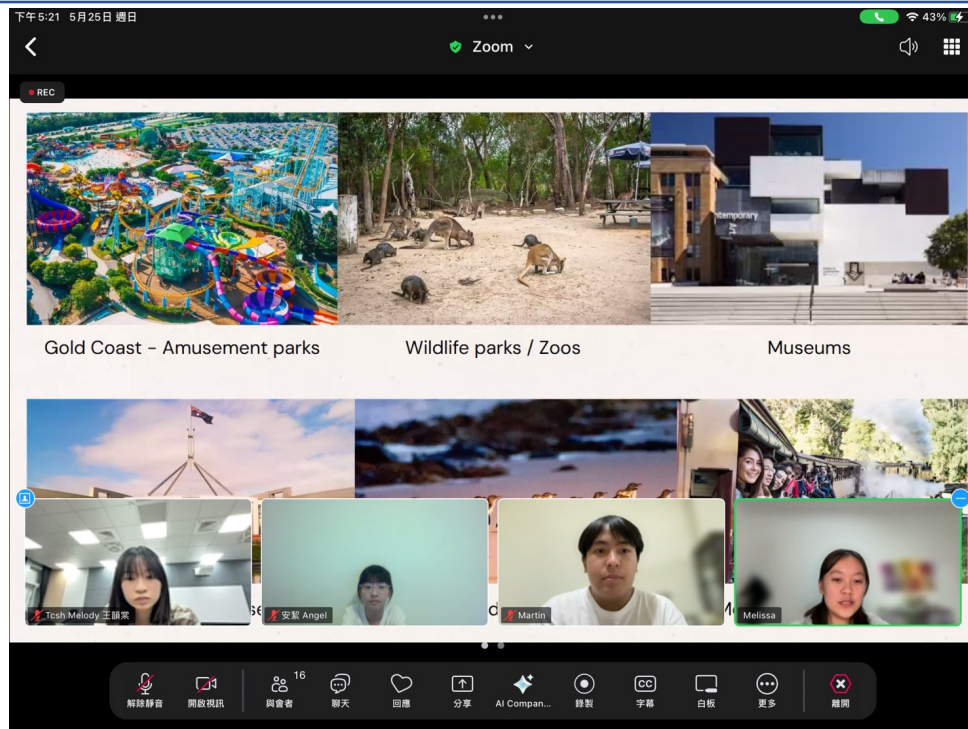 下午5:21 5月25日 週日
43%
Zoom
REC
Gold Coast – Amusement parks
Wildlife parks / Zoos
Museums
ntemporary
Art
Tcsh Melody 王韻棠
安絜 Angel
Martin
Melissa
解除靜音
開啟視訊
16
與會者
聊天
回應
分享
AI Compan...
錄製
CC
字幕
白板
更多
離開